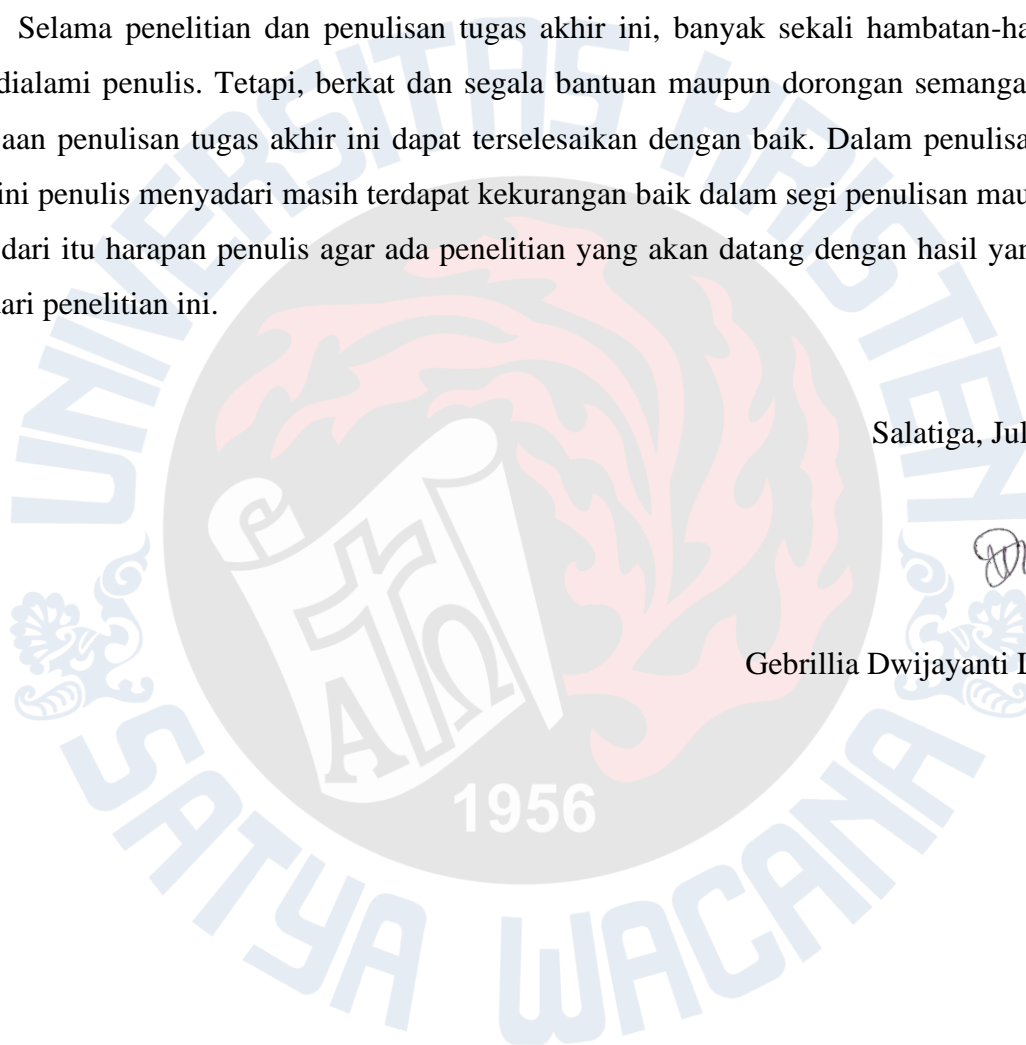 Selama penelitian dan penulisan tugas akhir ini, banyak sekali hambatan-ha
dialami penulis. Tetapi, berkat dan segala bantuan maupun dorongan semanga
aan penulisan tugas akhir ini dapat terselesaikan dengan baik. Dalam penulisa
ini penulis menyadari masih terdapat kekurangan baik dalam segi penulisan mau
dari itu harapan penulis agar ada penelitian yang akan datang dengan hasil yan
ari penelitian ini.
Salatiga, Jul
Gebrillia Dwijayanti
UNIVERSITAS KRISTEN
SATYA WACANA
ΑΩ
1956